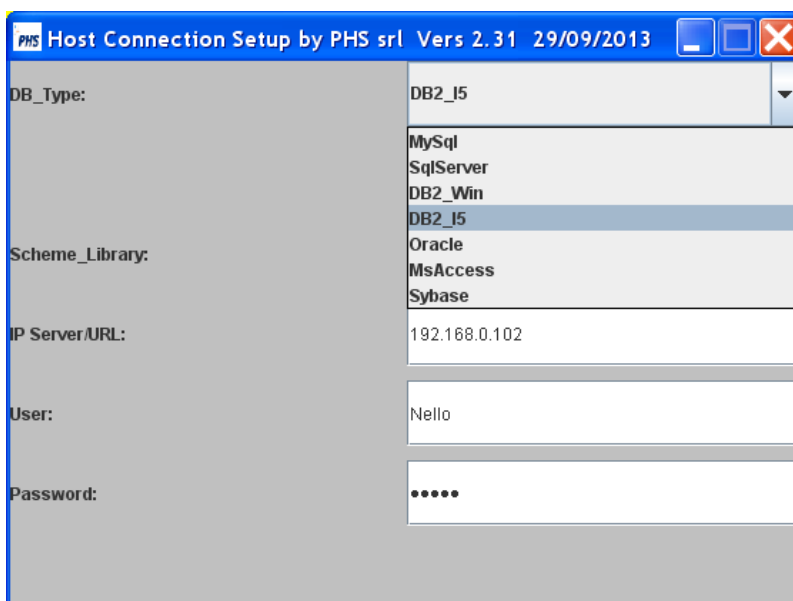 PHS Host Connection Setup by PHS srl Vers 2.31 29/09/2013
DB_Type: DB2_I5
MySql
SqlServer
DB2_Win
DB2_I5
Oracle
MsAccess
Sybase
Scheme_Library:
IP Server/URL: 192.168.0.102
User: Nello
Password: •••••